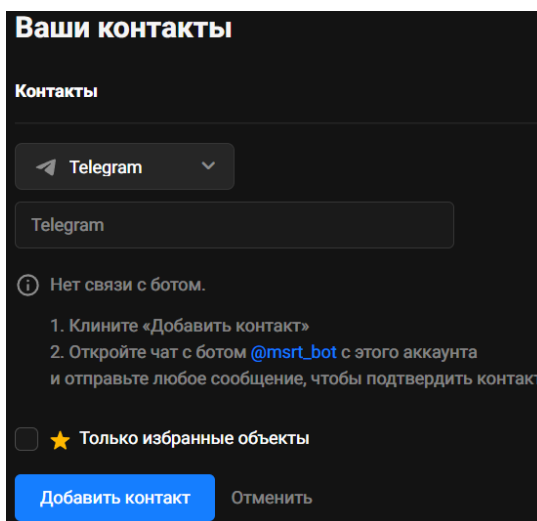 Ваши контакты
Контакты
Telegram
Telegram
Нет связи с ботом.
1. Клините «Добавить контакт»
2. Откройте чат с ботом @msrt_bot с этого аккаунта
и отправьте любое сообщение, чтобы подтвердить контакт
Только избранные объекты
Добавить контакт Отменить